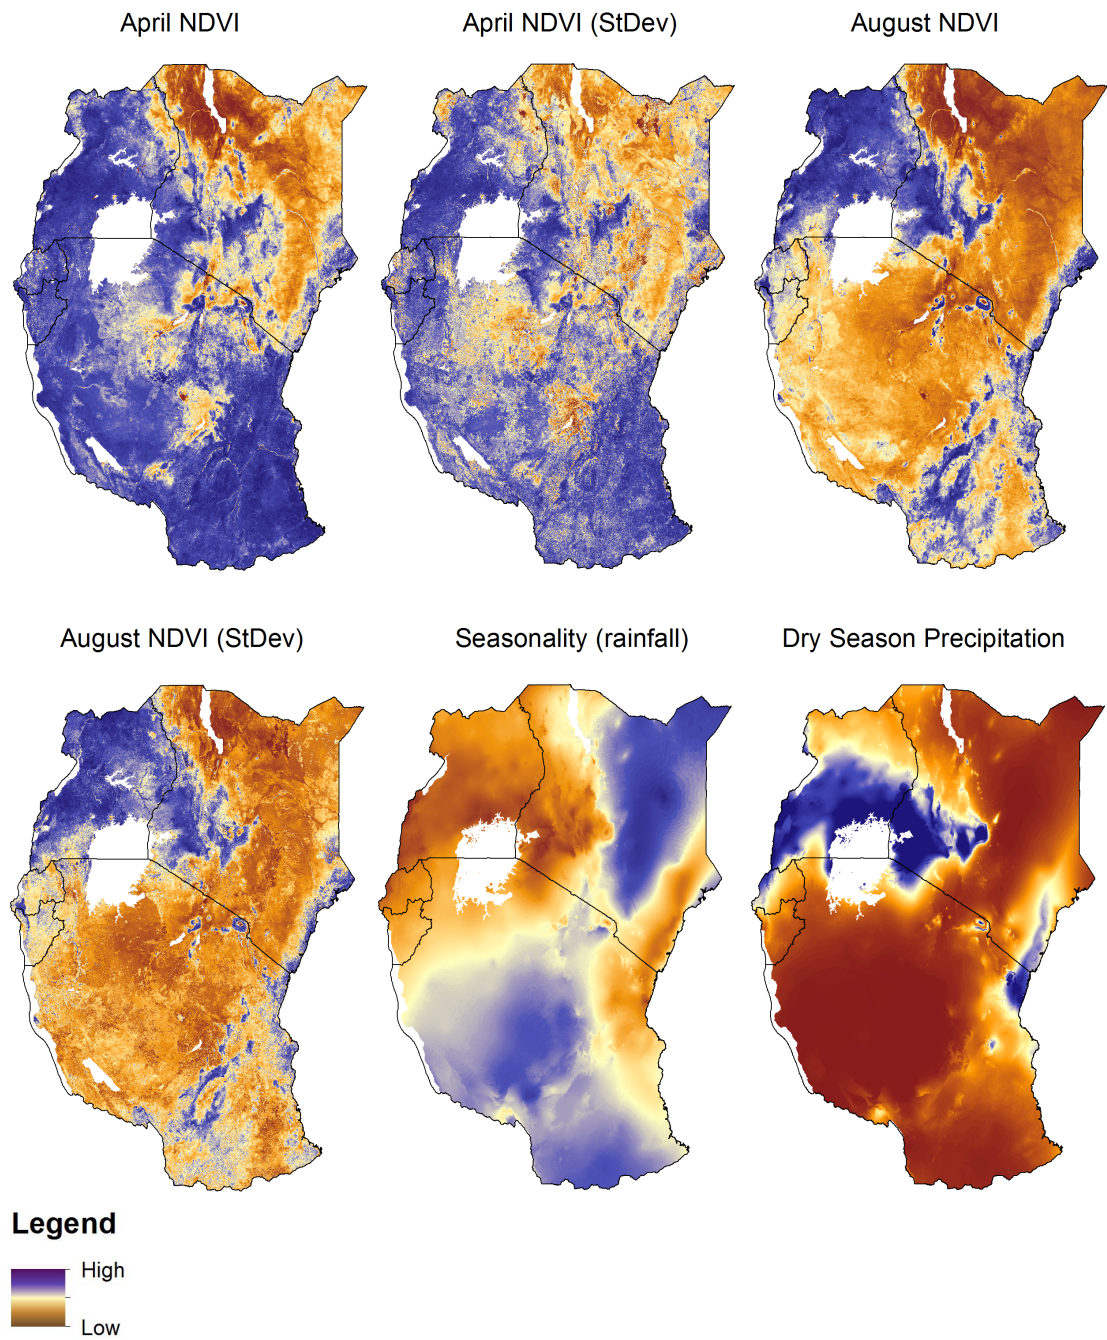 April NDVI
April NDVI (StDev)
August NDVI
August NDVI (StDev)
Seasonality (rainfall)
Dry Season Precipitation
Legend
High
Low